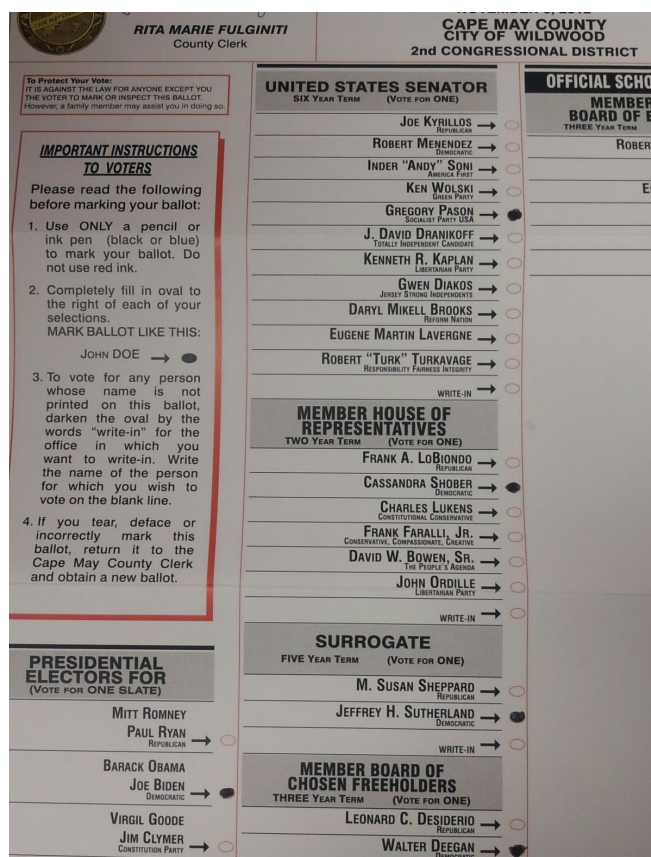 RITA MARIE FULGINITI
County Clerk
CAPE MAY COUNTY
CITY OF WILDWOOD
2nd CONGRESSIONAL DISTRICT
To Protect Your Vote:
IT IS AGAINST THE LAW FOR ANYONE EXCEPT YOU
THE VOTER TO MARK OR INSPECT THIS BALLOT.
However, a family member may assist you in doing so.
IMPORTANT INSTRUCTIONS
TO VOTERS
Please read the following
before marking your ballot:
1. Use ONLY a pencil or
ink pen (black or blue)
to mark your ballot. Do
not use red ink.
2. Completely fill in oval to
the right of each of your
selections.
MARK BALLOT LIKE THIS:
JOHN DOE
3. To vote for any person
whose name is not
printed on this ballot,
darken the oval by the
words "write-in" for the
office in which you
want to write-in. Write
the name of the person
for which you wish to
vote on the blank line.
4. If you tear, deface or
incorrectly mark this
ballot, return it to the
Cape May County Clerk
and obtain a new ballot.
PRESIDENTIAL
ELECTORS FOR
(VOTE FOR ONE SLATE)
MITT ROMNEY
PAUL RYAN
REPUBLICAN
BARACK OBAMA
JOE BIDEN
DEMOCRATIC
VIRGIL GOODE
JIM CLYMER
CONSTITUTION PARTY
UNITED STATES SENATOR
SIX YEAR TERM (VOTE FOR ONE)
JOE KYRILLOS
REPUBLICAN
ROBERT MENENDEZ
DEMOCRATIC
INDER "ANDY" SONI
AMERICA FIRST
KEN WOLSKI
GREEN PARTY
GREGORY PASON
SOCIALIST PARTY USA
J. DAVID DRANIKOFF
TOTALLY INDEPENDENT CANDIDATE
KENNETH R. KAPLAN
LIBERTARIAN PARTY
GWEN DIAKOS
JERSEY STRONG INDEPENDENTS
DARYL MIKELL BROOKS
REFORM NATION
EUGENE MARTIN LAVERGNE
ROBERT "TURK" TURKAVAGE
RESPONSIBILITY FAIRNESS INTEGRITY
WRITE-IN
MEMBER HOUSE OF
REPRESENTATIVES
TWO YEAR TERM (VOTE FOR ONE)
FRANK A. LOBIONDO
REPUBLICAN
CASSANDRA SHOBER
DEMOCRATIC
CHARLES LUKENS
CONSTITUTIONAL CONSERVATIVE
FRANK FARALLI, JR.
CONSERVATIVE, COMPASSIONATE, CREATIVE
DAVID W. BOWEN, SR.
THE PEOPLE'S AGENDA
JOHN ORDILLE
LIBERTARIAN PARTY
WRITE-IN
SURROGATE
FIVE YEAR TERM (VOTE FOR ONE)
M. SUSAN SHEPPARD
REPUBLICAN
JEFFREY H. SUTHERLAND
DEMOCRATIC
WRITE-IN
MEMBER BOARD OF
CHOSEN FREEHOLDERS
THREE YEAR TERM (VOTE FOR ONE)
LEONARD C. DESIDERIO
REPUBLICAN
WALTER DEEGAN
DEMOCRATIC
OFFICIAL SCHO
MEMBER
BOARD OF E
THREE YEAR TERM
ROBER